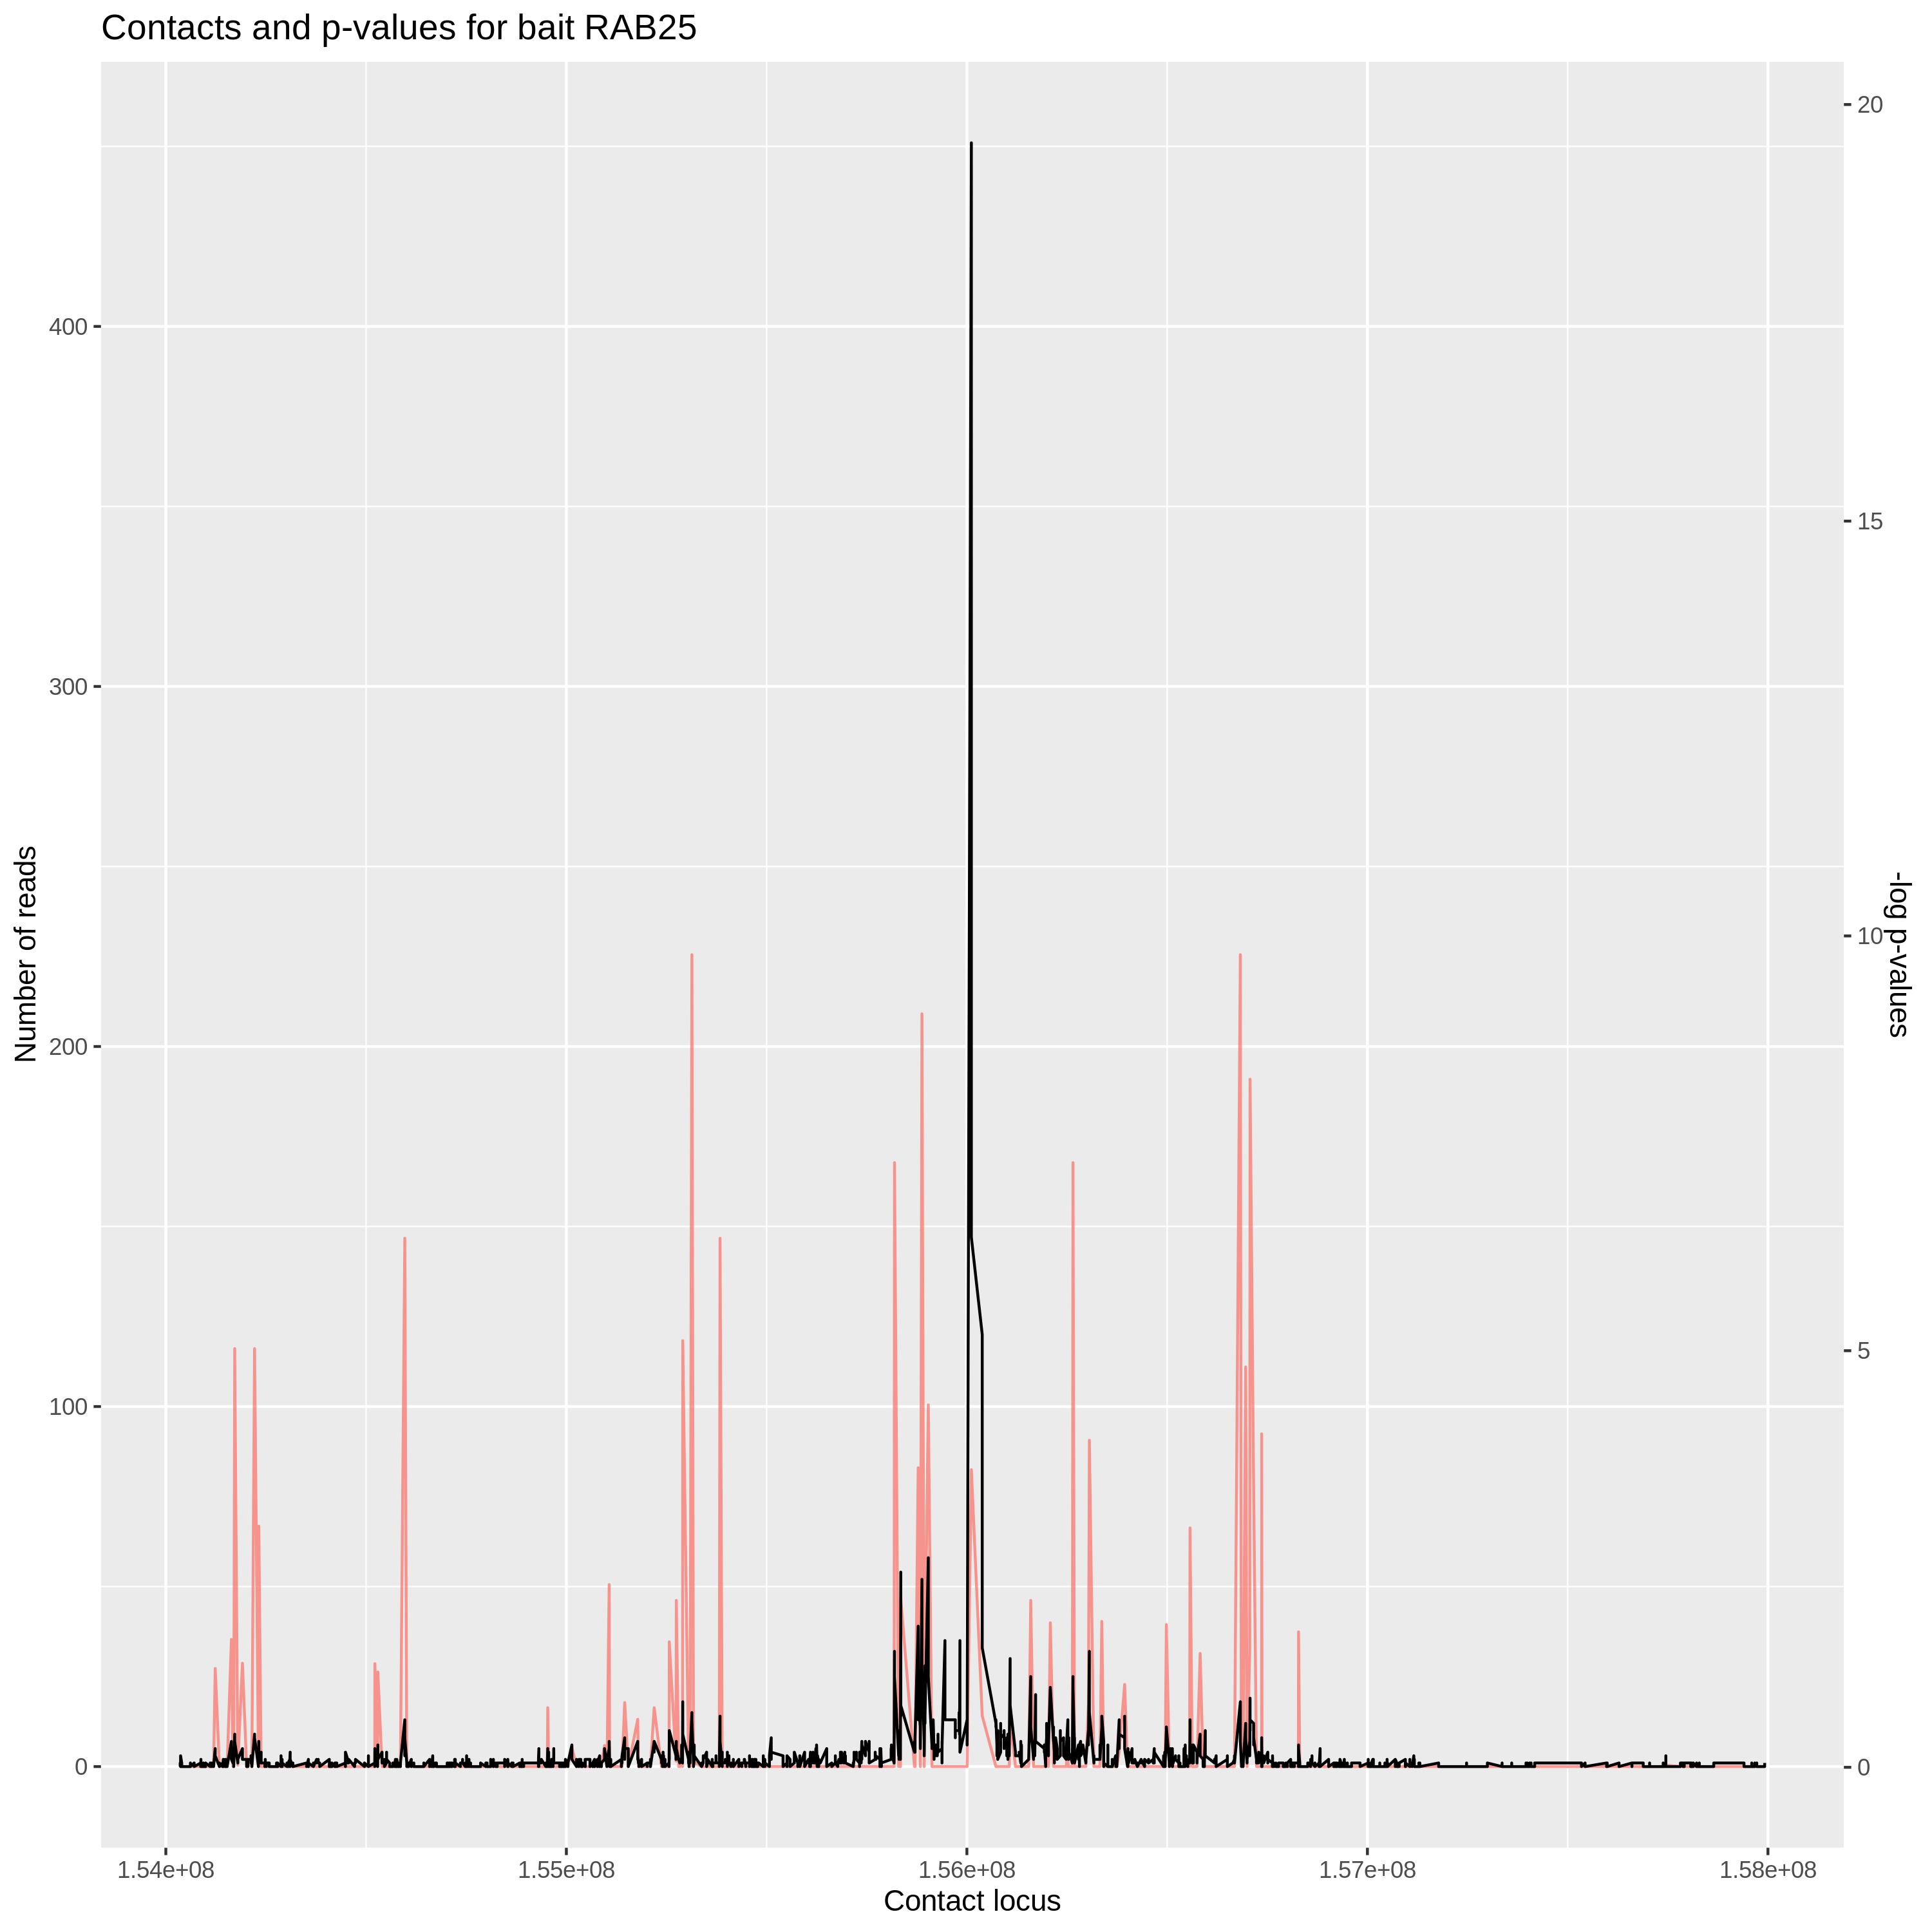 Contacts and p-values for bait RAB25
Number of reads
400
300
200
100
0
20
15
10
5
0
-log p-values
1.54e+08
1.55e+08
1.56e+08
1.57e+08
1.58e+08
Contact locus